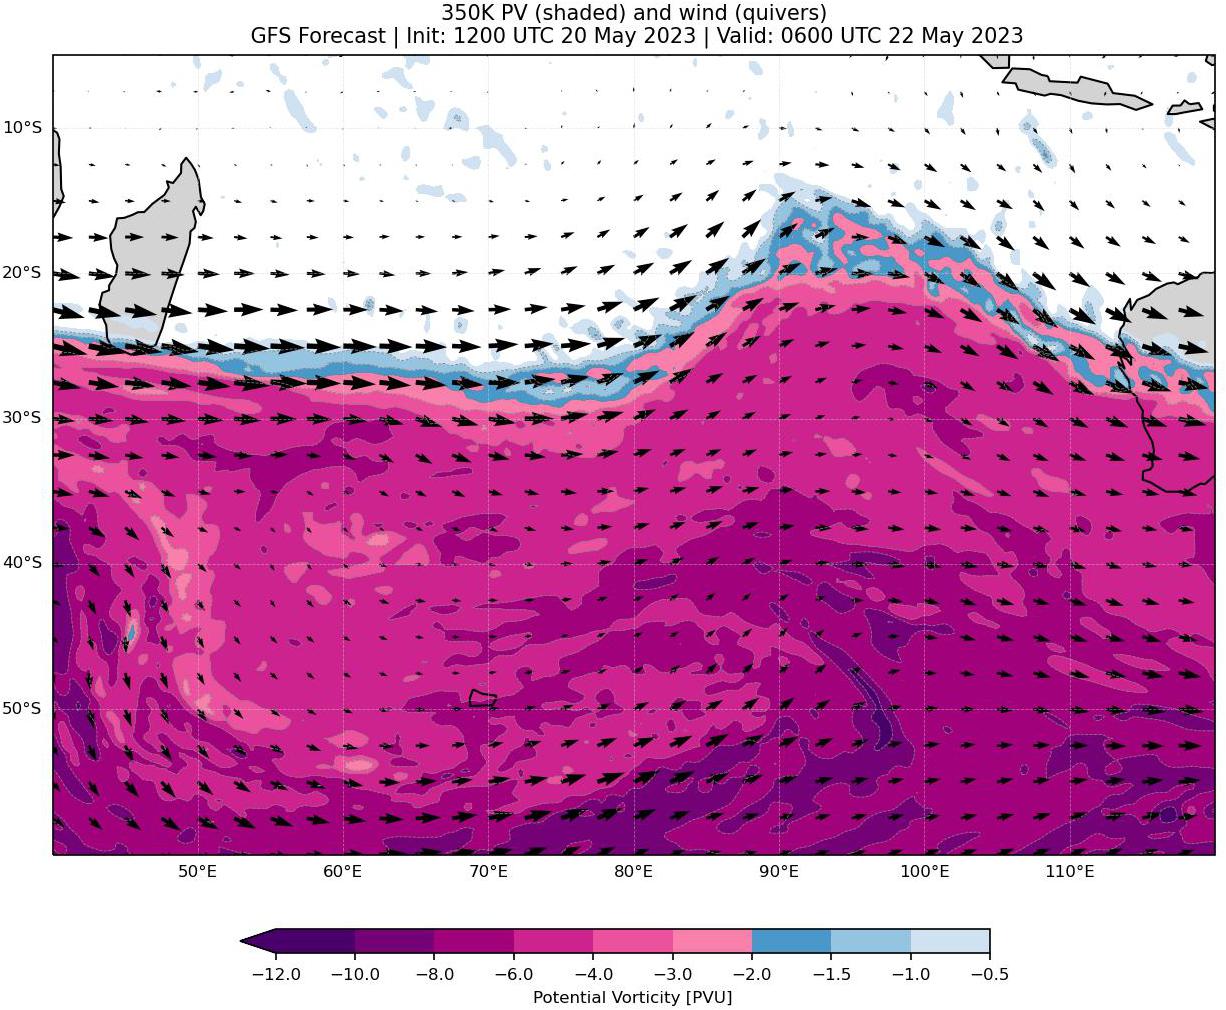 350K PV (shaded) and wind (quivers)
GFS Forecast | Init: 1200 UTC 20 May 2023 | Valid: 0600 UTC 22 May 2023
10°S
20°S
30°S
40°S
50°S
50°E 60°E 70°E 80°E 90°E 100°E 110°E
−12.0 −10.0 −8.0 −6.0 −4.0 −3.0 −2.0 −1.5 −1.0 −0.5
Potential Vorticity [PVU]